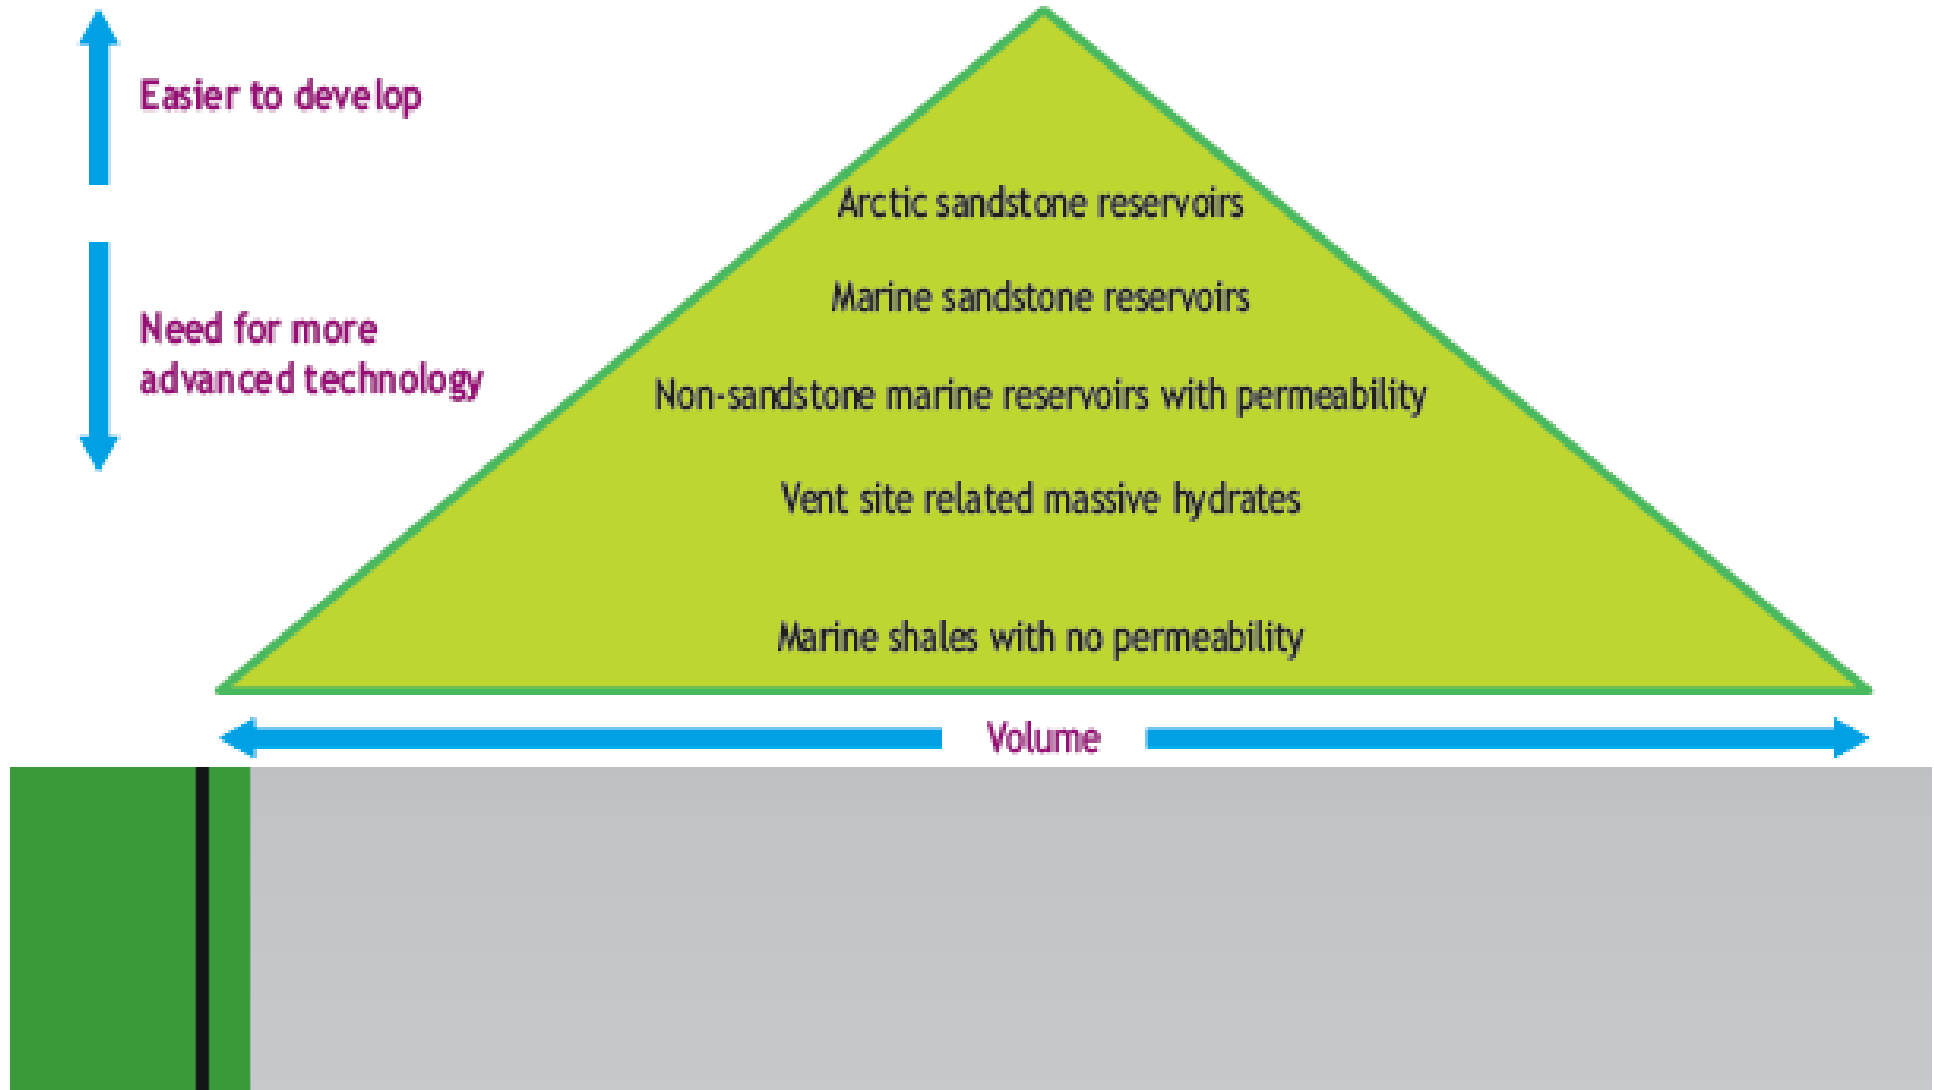 Easier to develop
Need for more
advanced technology
Arctic sandstone reservoirs
Marine sandstone reservoirs
Non-sandstone marine reservoirs with permeability
Vent site related massive hydrates
Marine shales with no permeability
Volume